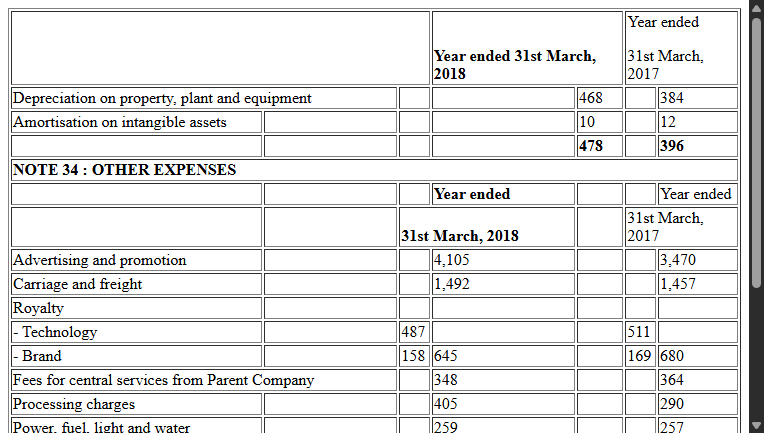 Year ended 31st March, 2018 Year ended 31st March, 2017
Depreciation on property, plant and equipment 468 384
Amortisation on intangible assets 10 12
478 396
NOTE 34 : OTHER EXPENSES
Year ended Year ended
31st March, 2018 31st March, 2017
Advertising and promotion 4,105 3,470
Carriage and freight 1,492 1,457
Royalty
- Technology 487 511
- Brand 158 645 169 680
Fees for central services from Parent Company 348 364
Processing charges 405 290
Power, fuel, light and water 259 257